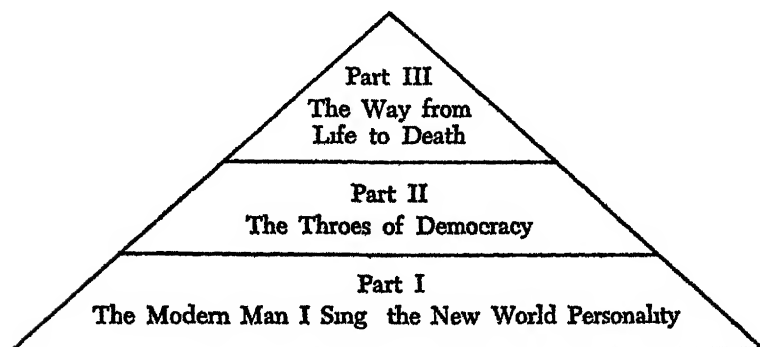 Part III
The Way from
Life to Death
Part II
The Throes of Democracy
Part I
The Modern Man I Sing the New World Personality